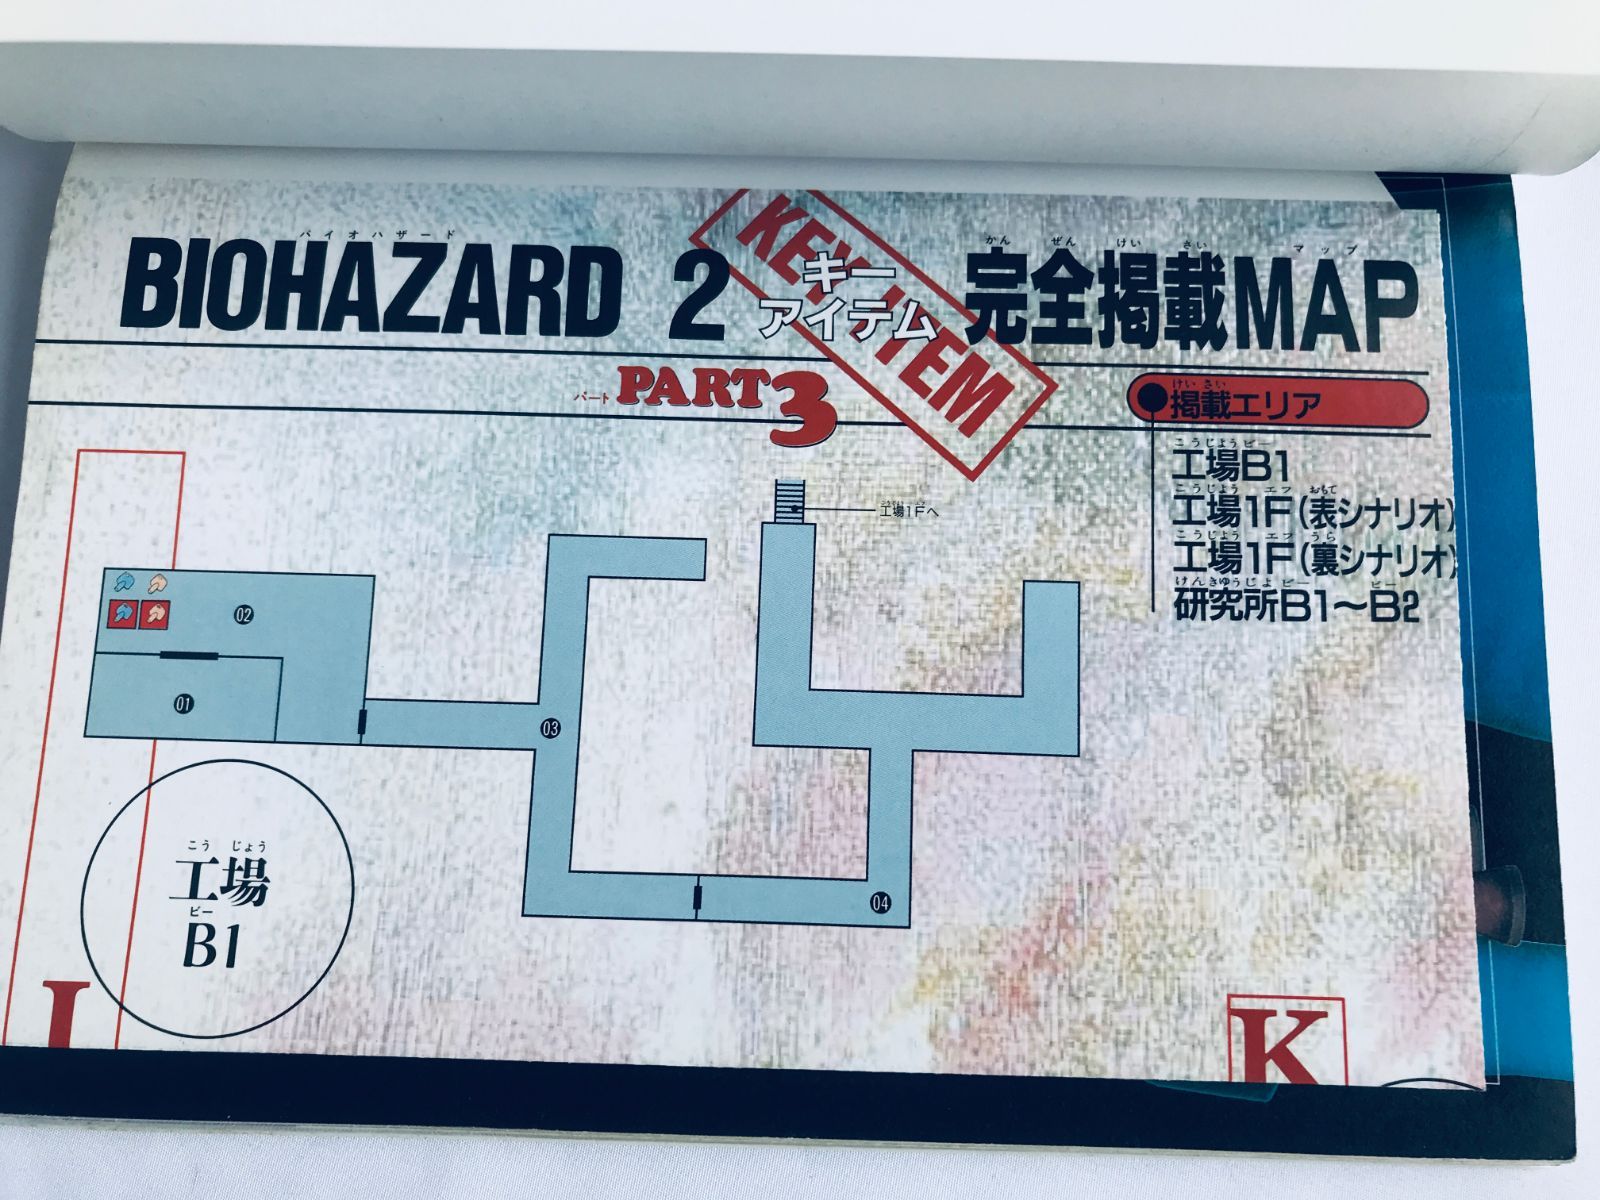 バイオハザード
BIOHAZARD 2
KEY ITEM
キー
アイテム
かんぜんけいさい マップ
完全掲載MAP
パート PART3
けいさい
掲載エリア
こうじょうビー
工場B1
こうじょう エフ おもて
工場1F(表シナリオ)
こうじょう エフ うら
工場1F(裏シナリオ)
けんきゅうじょ ビー ビー
研究所B1～B2
工場1Fへ
02
01
03
04
こうじょう
工場
ビー
B1
K